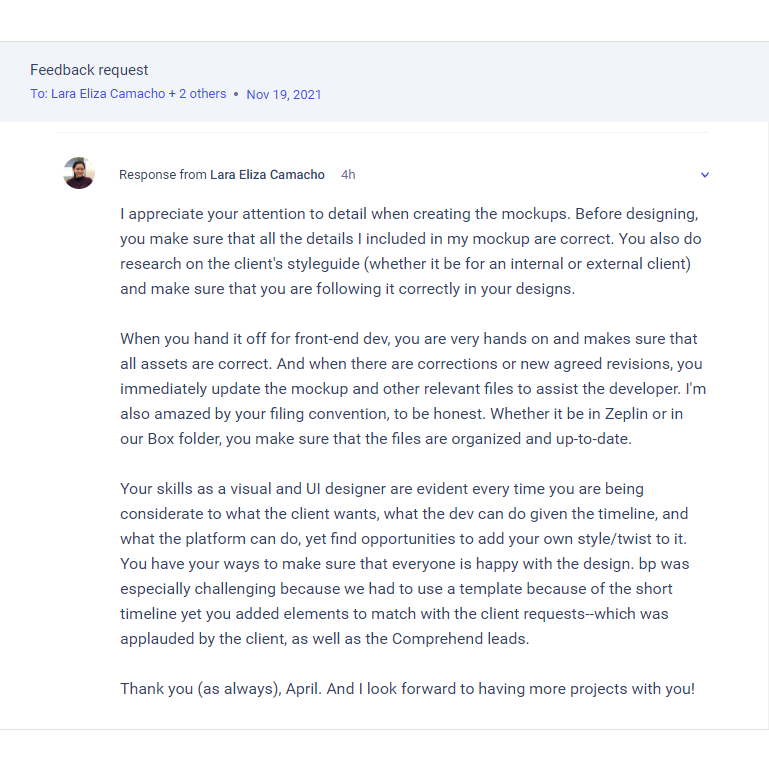 Feedback request
To: Lara Eliza Camacho + 2 others • Nov 19, 2021
Response from Lara Eliza Camacho 4h
I appreciate your attention to detail when creating the mockups. Before designing,
you make sure that all the details I included in my mockup are correct. You also do
research on the client's styleguide (whether it be for an internal or external client)
and make sure that you are following it correctly in your designs.
When you hand it off for front-end dev, you are very hands on and makes sure that
all assets are correct. And when there are corrections or new agreed revisions, you
immediately update the mockup and other relevant files to assist the developer. I'm
also amazed by your filing convention, to be honest. Whether it be in Zeplin or in
our Box folder, you make sure that the files are organized and up-to-date.
Your skills as a visual and UI designer are evident every time you are being
considerate to what the client wants, what the dev can do given the timeline, and
what the platform can do, yet find opportunities to add your own style/twist to it.
You have your ways to make sure that everyone is happy with the design. bp was
especially challenging because we had to use a template because of the short
timeline yet you added elements to match with the client requests--which was
applauded by the client, as well as the Comprehend leads.
Thank you (as always), April. And I look forward to having more projects with you!